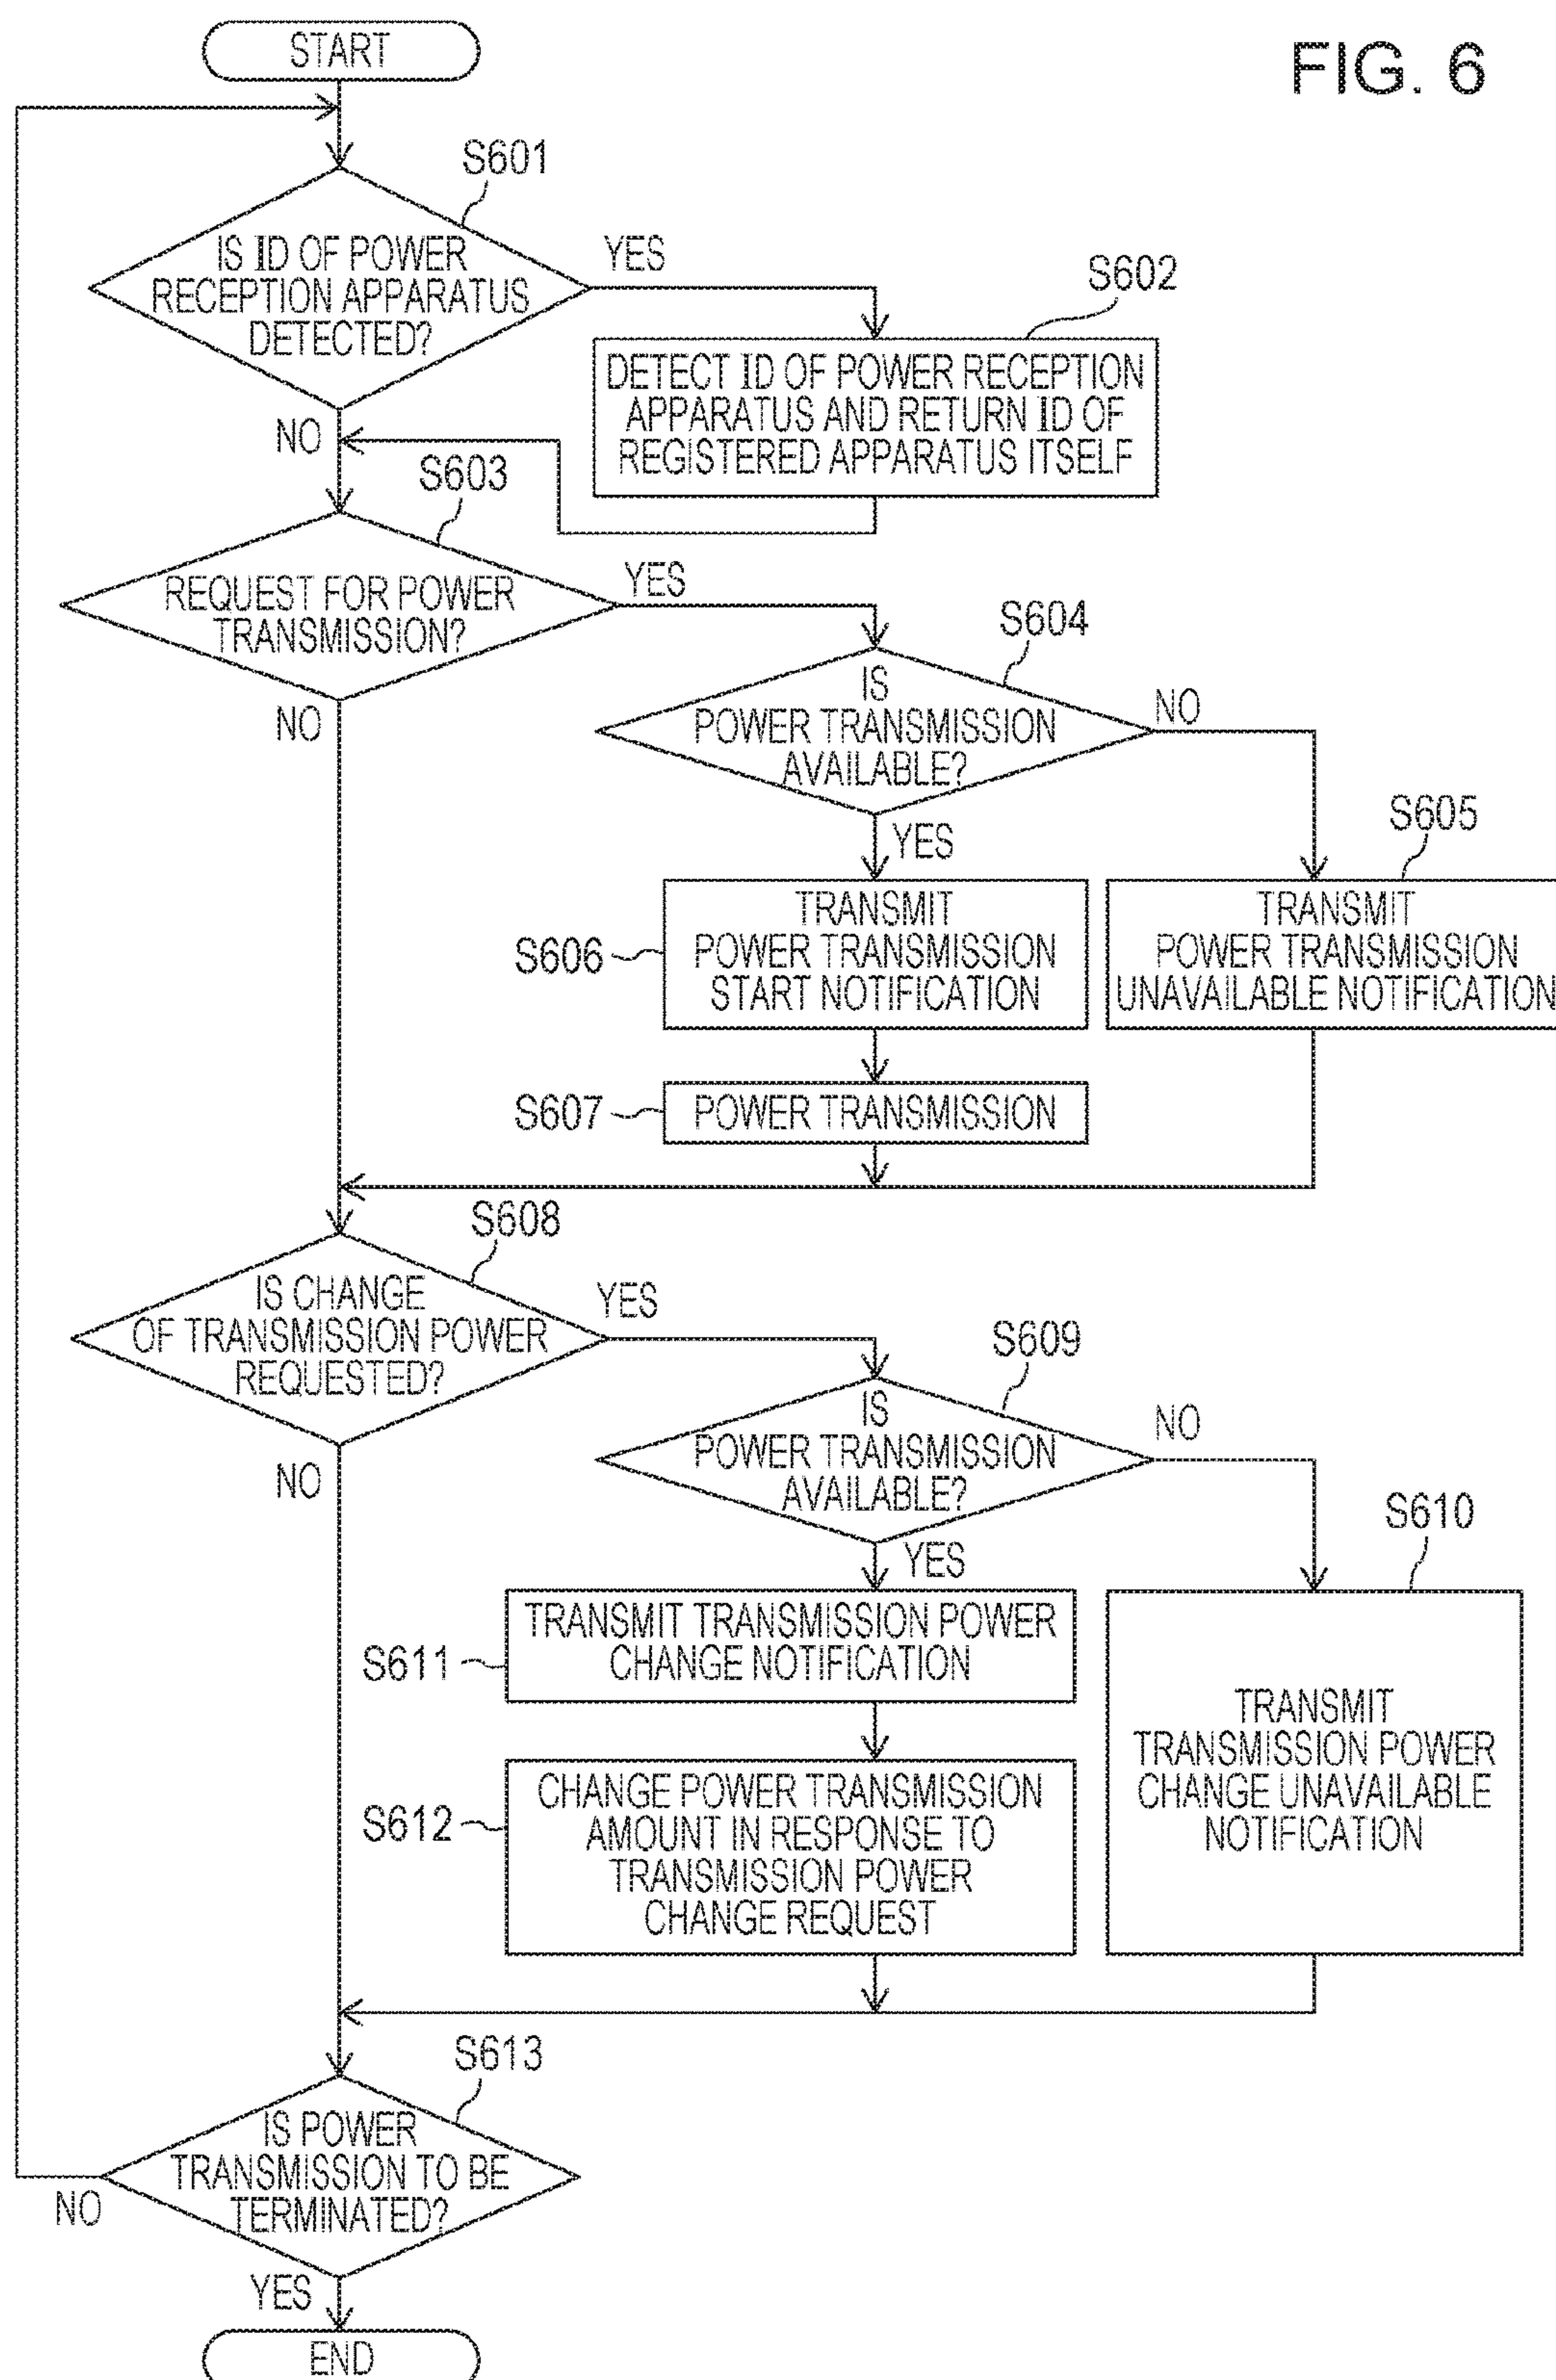 START
FIG. 6
S601
IS ID OF POWER
RECEPTION APPARATUS
DETECTED?
YES
NO
S602
DETECT ID OF POWER RECEPTION
APPARATUS AND RETURN ID OF
REGISTERED APPARATUS ITSELF
S603
REQUEST FOR POWER
TRANSMISSION?
YES
NO
S604
IS
POWER TRANSMISSION
AVAILABLE?
NO
YES
S605
TRANSMIT
POWER TRANSMISSION
UNAVAILABLE NOTIFICATION
S606
TRANSMIT
POWER TRANSMISSION
START NOTIFICATION
S607
POWER TRANSMISSION
S608
IS CHANGE
OF TRANSMISSION POWER
REQUESTED?
YES
NO
S609
IS
POWER TRANSMISSION
AVAILABLE?
NO
YES
S610
TRANSMIT
TRANSMISSION POWER
CHANGE UNAVAILABLE
NOTIFICATION
S611
TRANSMIT TRANSMISSION POWER
CHANGE NOTIFICATION
S612
CHANGE POWER TRANSMISSION
AMOUNT IN RESPONSE TO
TRANSMISSION POWER
CHANGE REQUEST
S613
IS POWER
TRANSMISSION TO BE
TERMINATED?
NO
YES
END